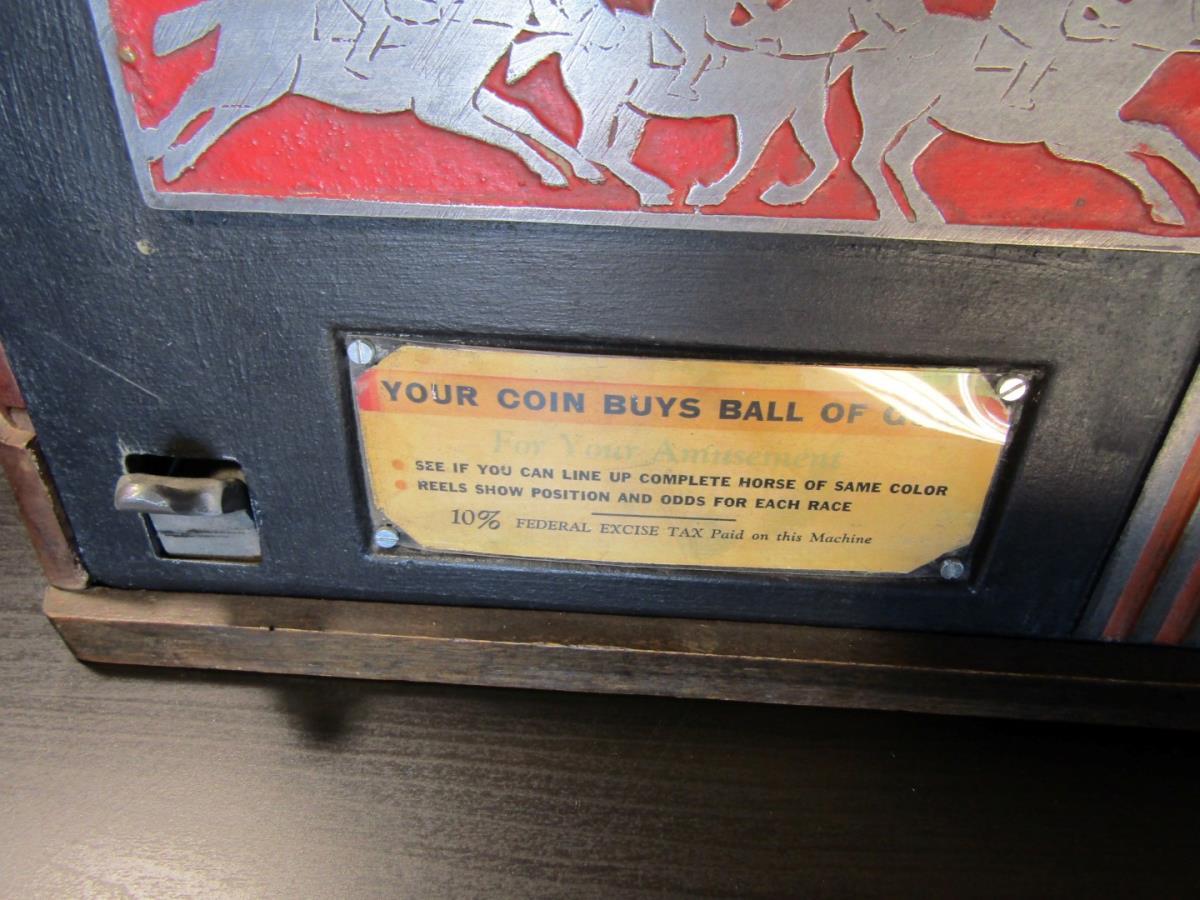 YOUR COIN BUYS BALL OF
For Your Amusement
SEE IF YOU CAN LINE UP COMPLETE HORSE OF SAME COLOR
REELS SHOW POSITION AND ODDS FOR EACH RACE
10% FEDERAL EXCISE TAX Paid on this Machine